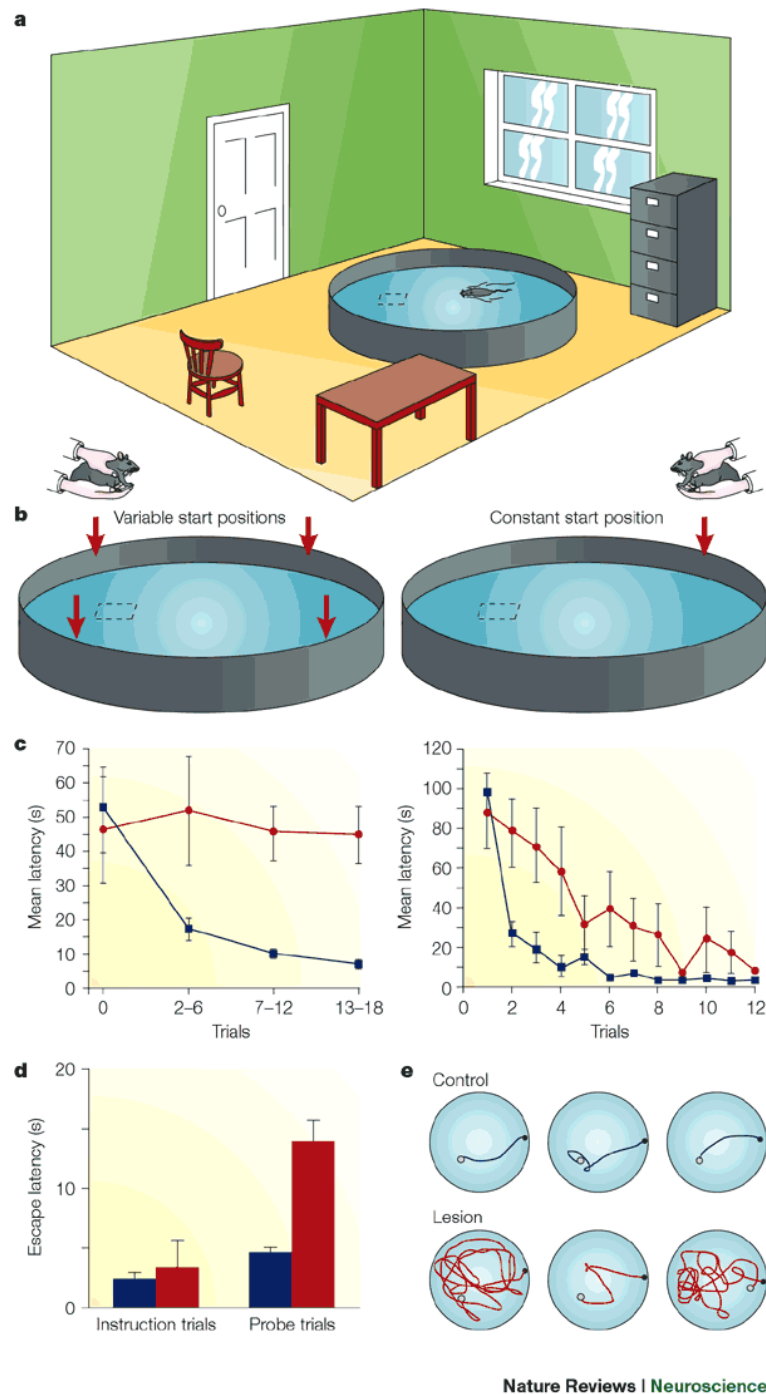 a
b
Variable start positions
Constant start position
c
70
60
50
40
30
20
10
0
Mean latency (s)
0
2–6
7–12
13–18
Trials
120
100
80
60
40
20
0
Mean latency (s)
0
2
4
6
8
10
12
Trials
d
20
10
0
Escape latency (s)
Instruction trials
Probe trials
e
Control
Lesion
Nature Reviews | Neuroscience